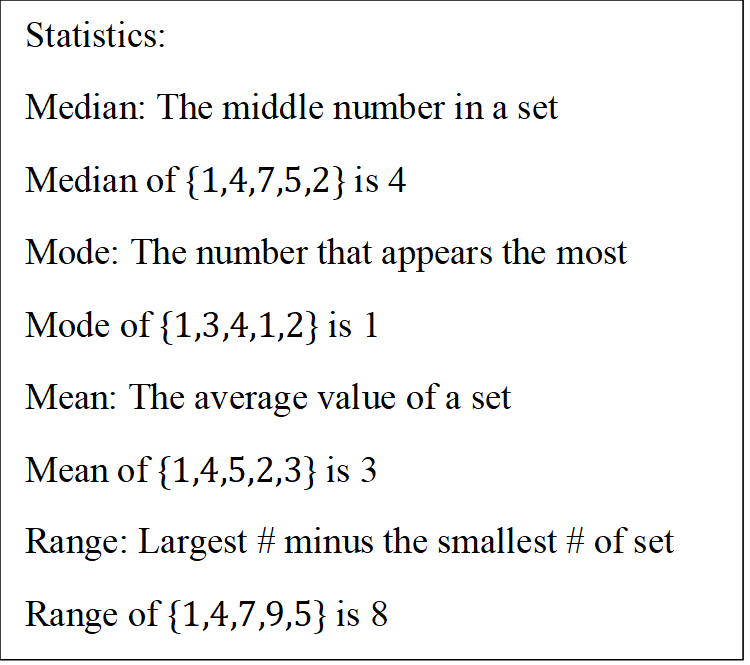 Statistics:
Median: The middle number in a set
Median of {1,4,7,5,2} is 4
Mode: The number that appears the most
Mode of {1,3,4,1,2} is 1
Mean: The average value of a set
Mean of {1,4,5,2,3} is 3
Range: Largest # minus the smallest # of set
Range of {1,4,7,9,5} is 8